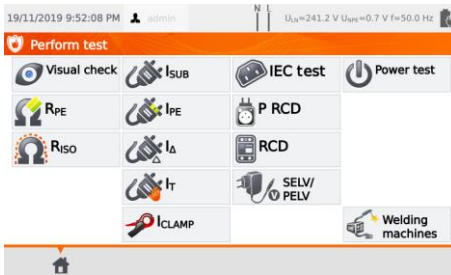 19/11/2019 9:52:08 PM admin N L ULN=241.2 V UNPE=0.7 V f=50.0 Hz
Perform test
Visual check ISUB IEC test Power test
RPE IPE P RCD
RISO IΔ RCD
IT SELV/
PELV
ICLAMP Welding
machines